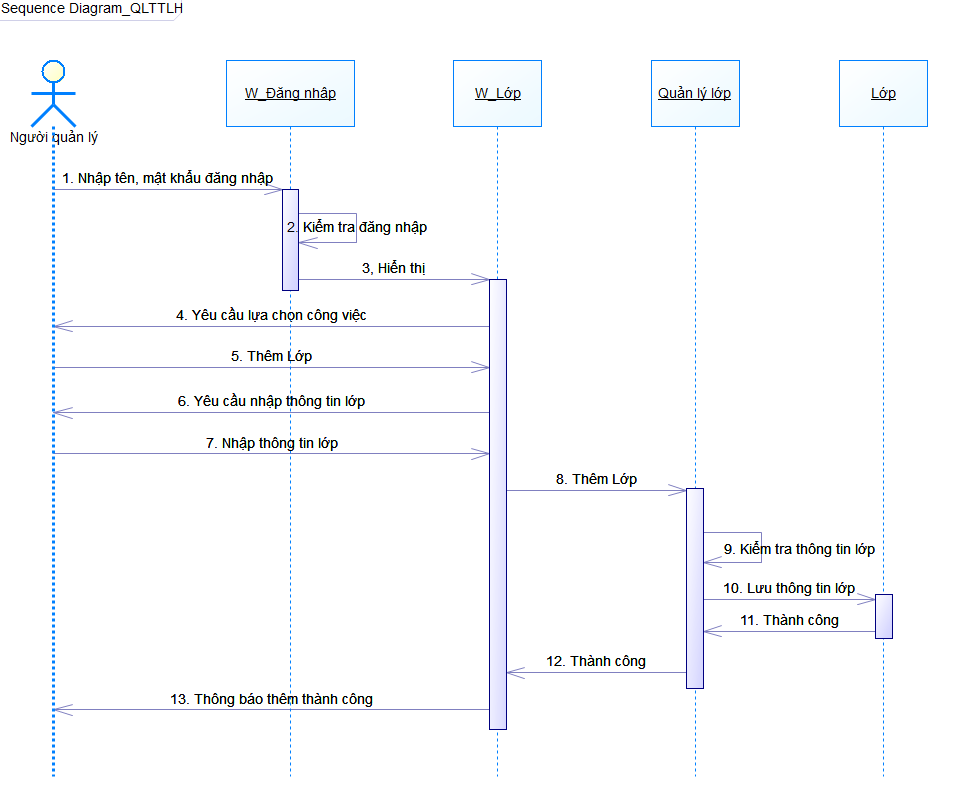 Sequence Diagram_QLTTLH
W_Đăng nhâp
W_Lớp
Quản lý lớp
Lớp
Người quản lý
1. Nhập tên, mật khẩu đăng nhập
2. Kiểm tra đăng nhập
3, Hiển thị
4. Yêu cầu lựa chọn công việc
5. Thêm Lớp
6. Yêu cầu nhập thông tin lớp
7. Nhập thông tin lớp
8. Thêm Lớp
9. Kiểm tra thông tin lớp
10. Lưu thông tin lớp
11. Thành công
12. Thành công
13. Thông báo thêm thành công